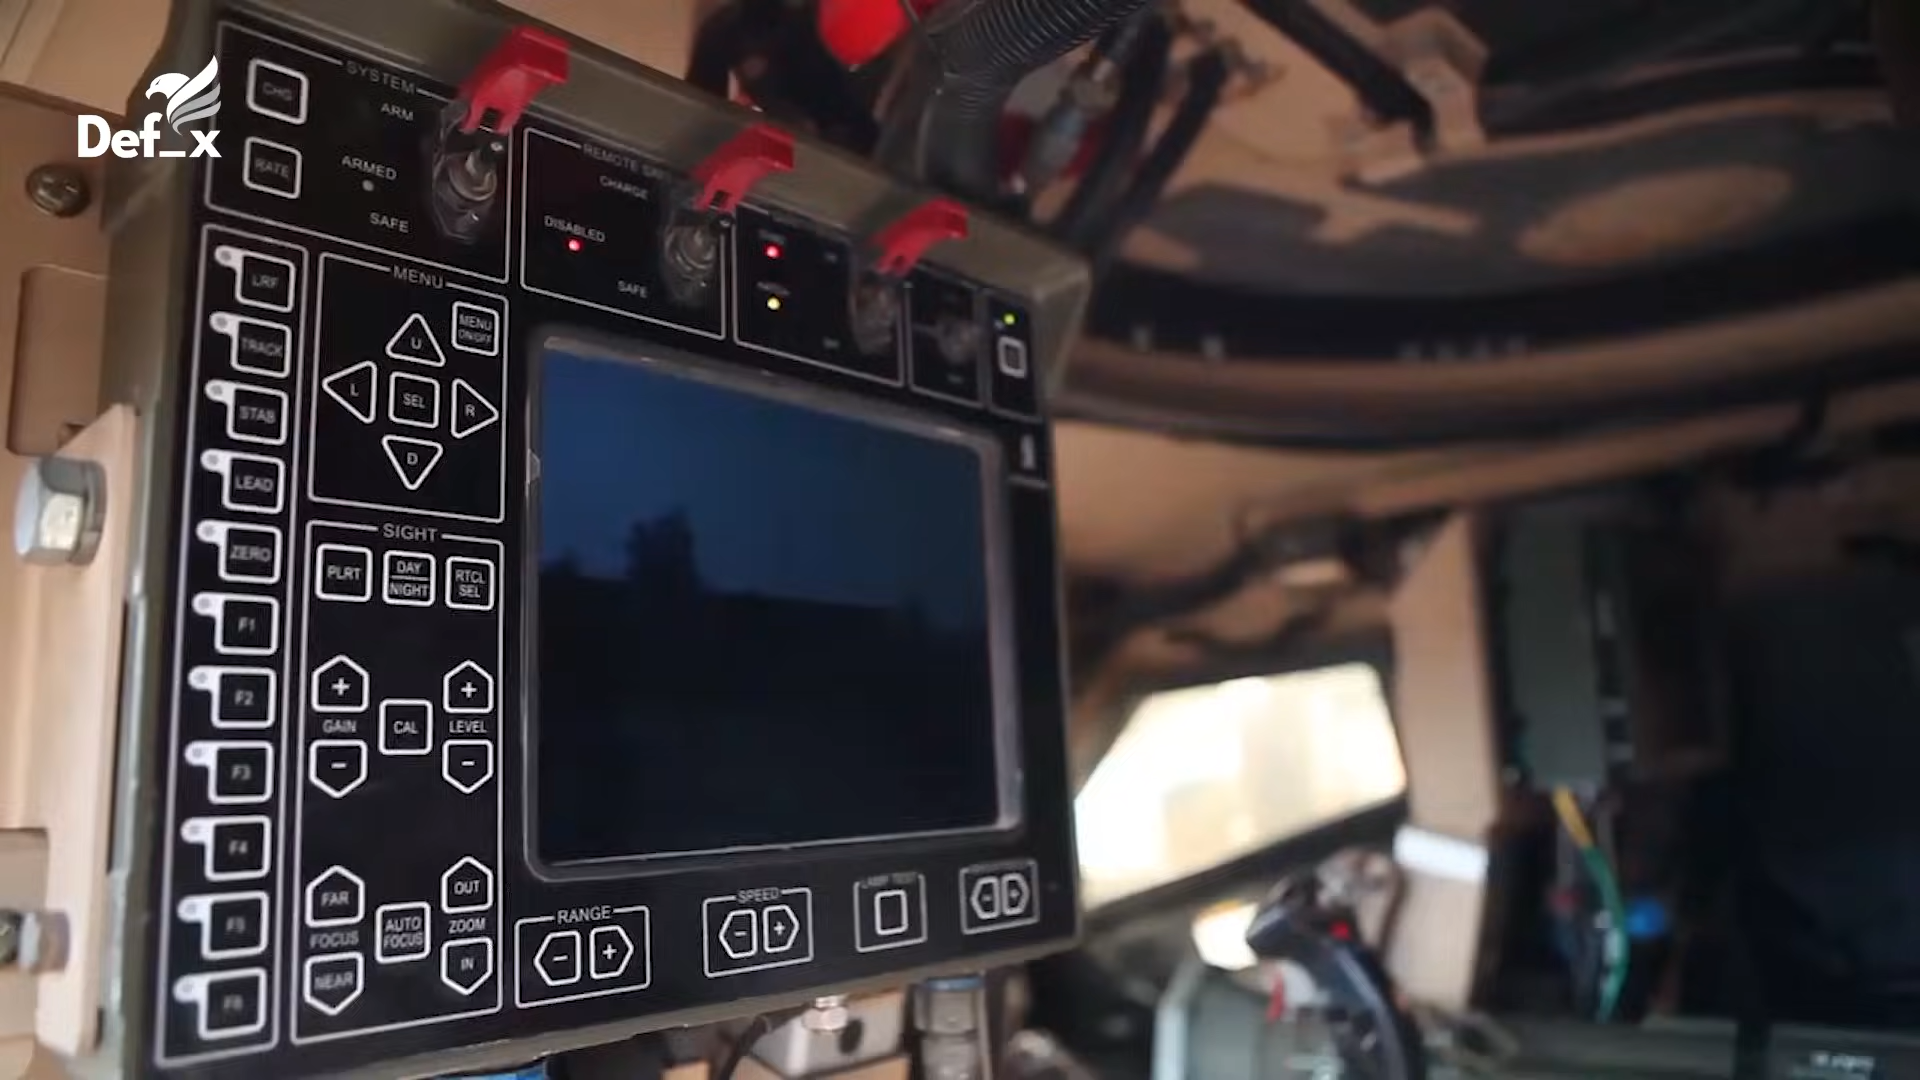 Def_x
SYSTEM
CHG
ARM
RATE
ARMED
SAFE
CHARGE
DISABLED
SAFE
LRF
TRACK
STAB
LEAD
ZERO
F1
F2
F3
F4
F5
F6
MENU
MENU
ON/OFF
U
L
SEL
R
D
SIGHT
PLRT
DAY
NIGHT
RTCL
SEL
+
+
GAIN
CAL
LEVEL
-
-
FAR
OUT
FOCUS
AUTO
FOCUS
ZOOM
NEAR
IN
RANGE
- +
SPEED
- +
LAMP TEST
- +